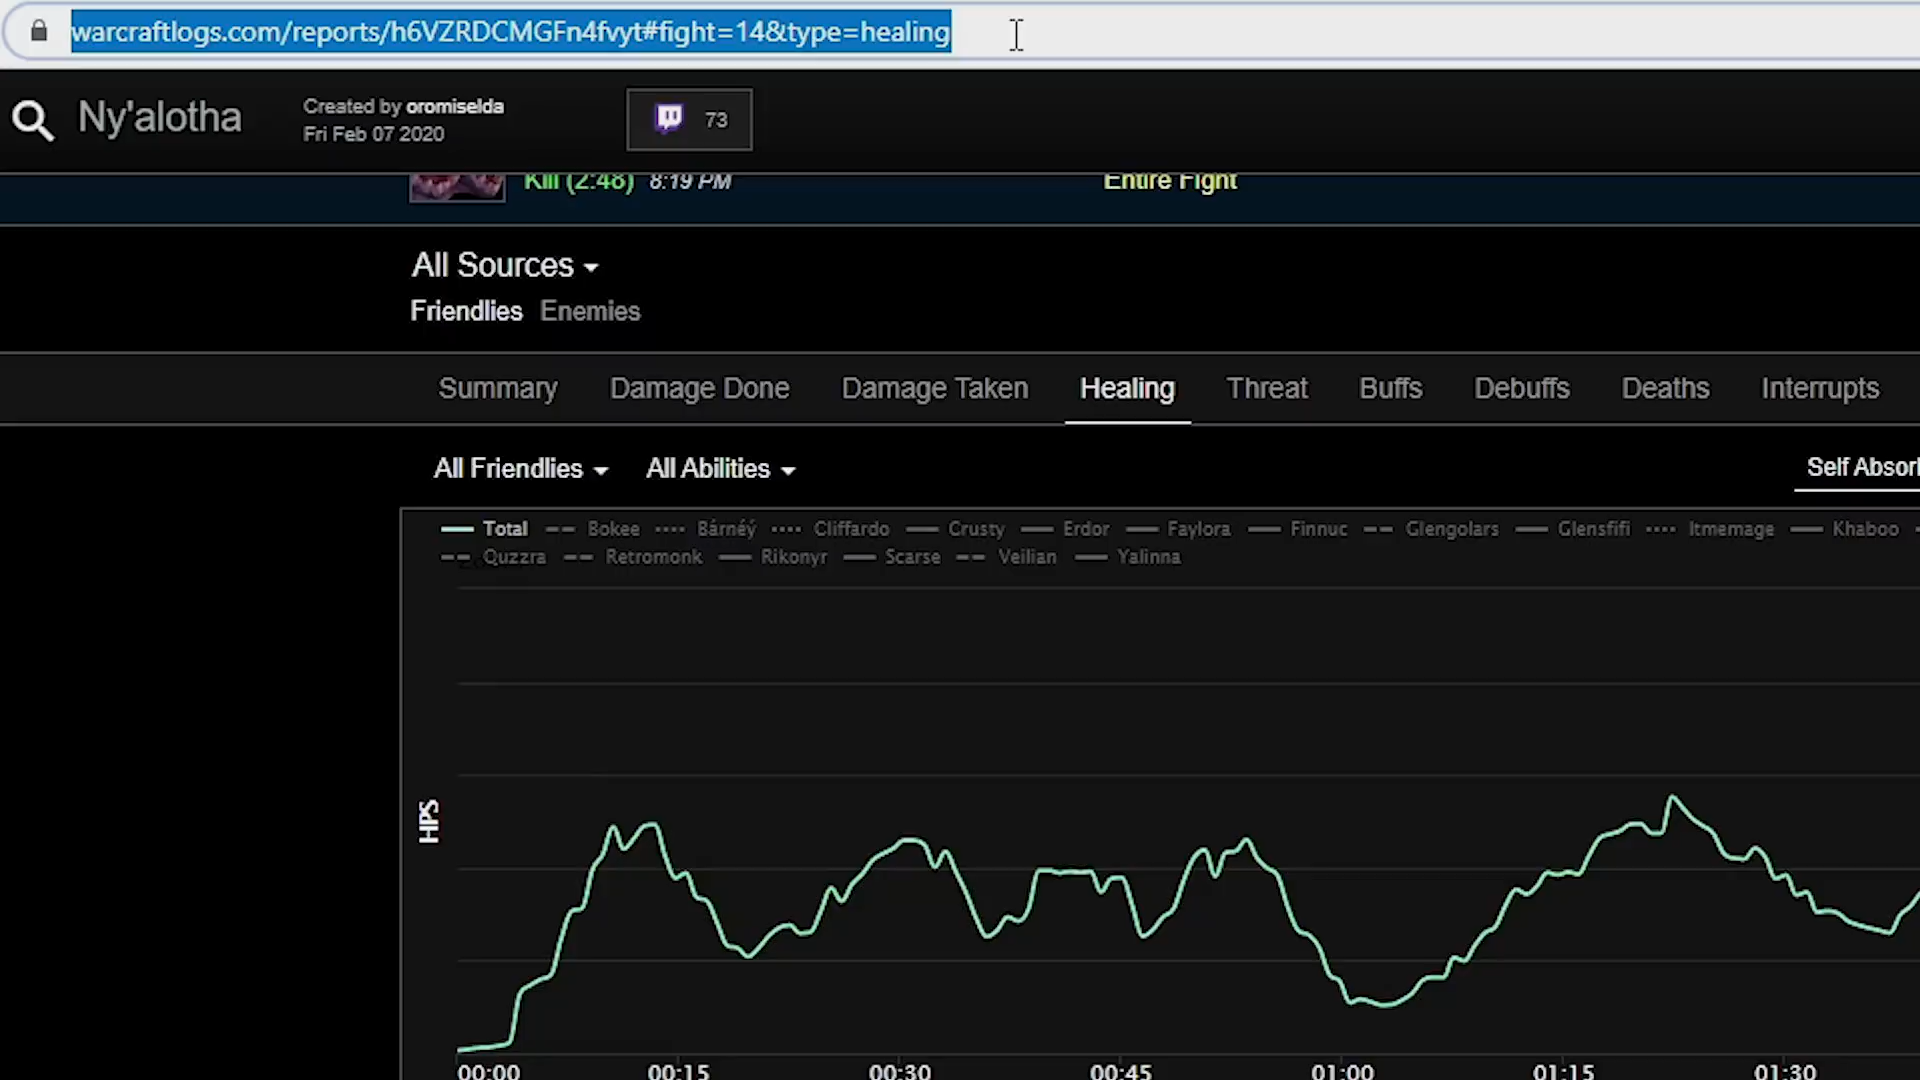 warcraftlogs.com/reports/h6VZRDCMGFn4fvyt#fight=14&type=healing
Ny'alotha
Created by oromiselda
Fri Feb 07 2020
73
Kill (2:48) 8:19 PM
Entire Fight
All Sources
Friendlies Enemies
Summary Damage Done Damage Taken Healing Threat Buffs Debuffs Deaths Interrupts
All Friendlies All Abilities
Self Absor
Total Bokee Bárnéý Cliffardo Crusty Erdor Faylora Finnuc Glengolars Glensfifi Itmemage Khaboo
Quzzra Retromonk Rikonyr Scarse Veilian Yalinna
HPS
00:00 00:15 00:30 00:45 01:00 01:15 01:30